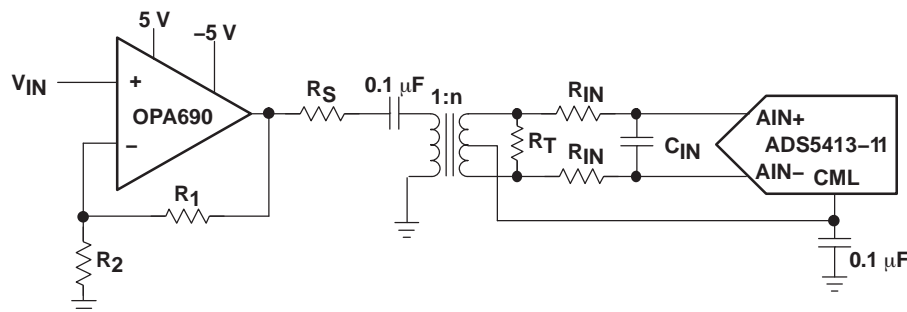 5 V
−5 V
VIN
+
OPA690
−
RS
0.1 μF
1:n
RIN
RT
RIN
CIN
AIN+
ADS5413−11
AIN−
CML
R1
R2
0.1 μF